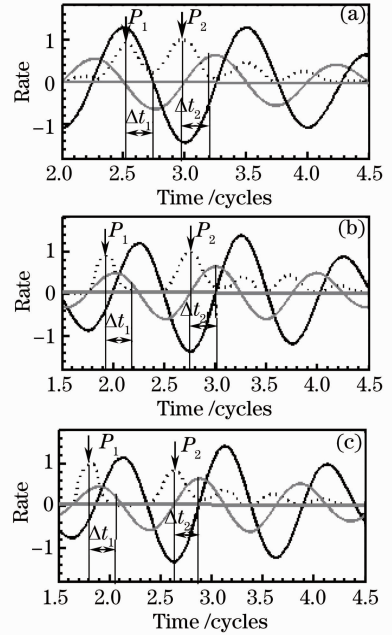 (a)
P1 P2
1
0
−1
Rate
Δt1 Δt2
2.0 2.5 3.0 3.5 4.0 4.5
Time /cycles
(b)
P1 P2
1
0
−1
Rate
Δt1 Δt2
1.5 2.0 2.5 3.0 3.5 4.0 4.5
Time /cycles
(c)
P1 P2
1
0
−1
Rate
Δt1 Δt2
1.5 2.0 2.5 3.0 3.5 4.0 4.5
Time /cycles